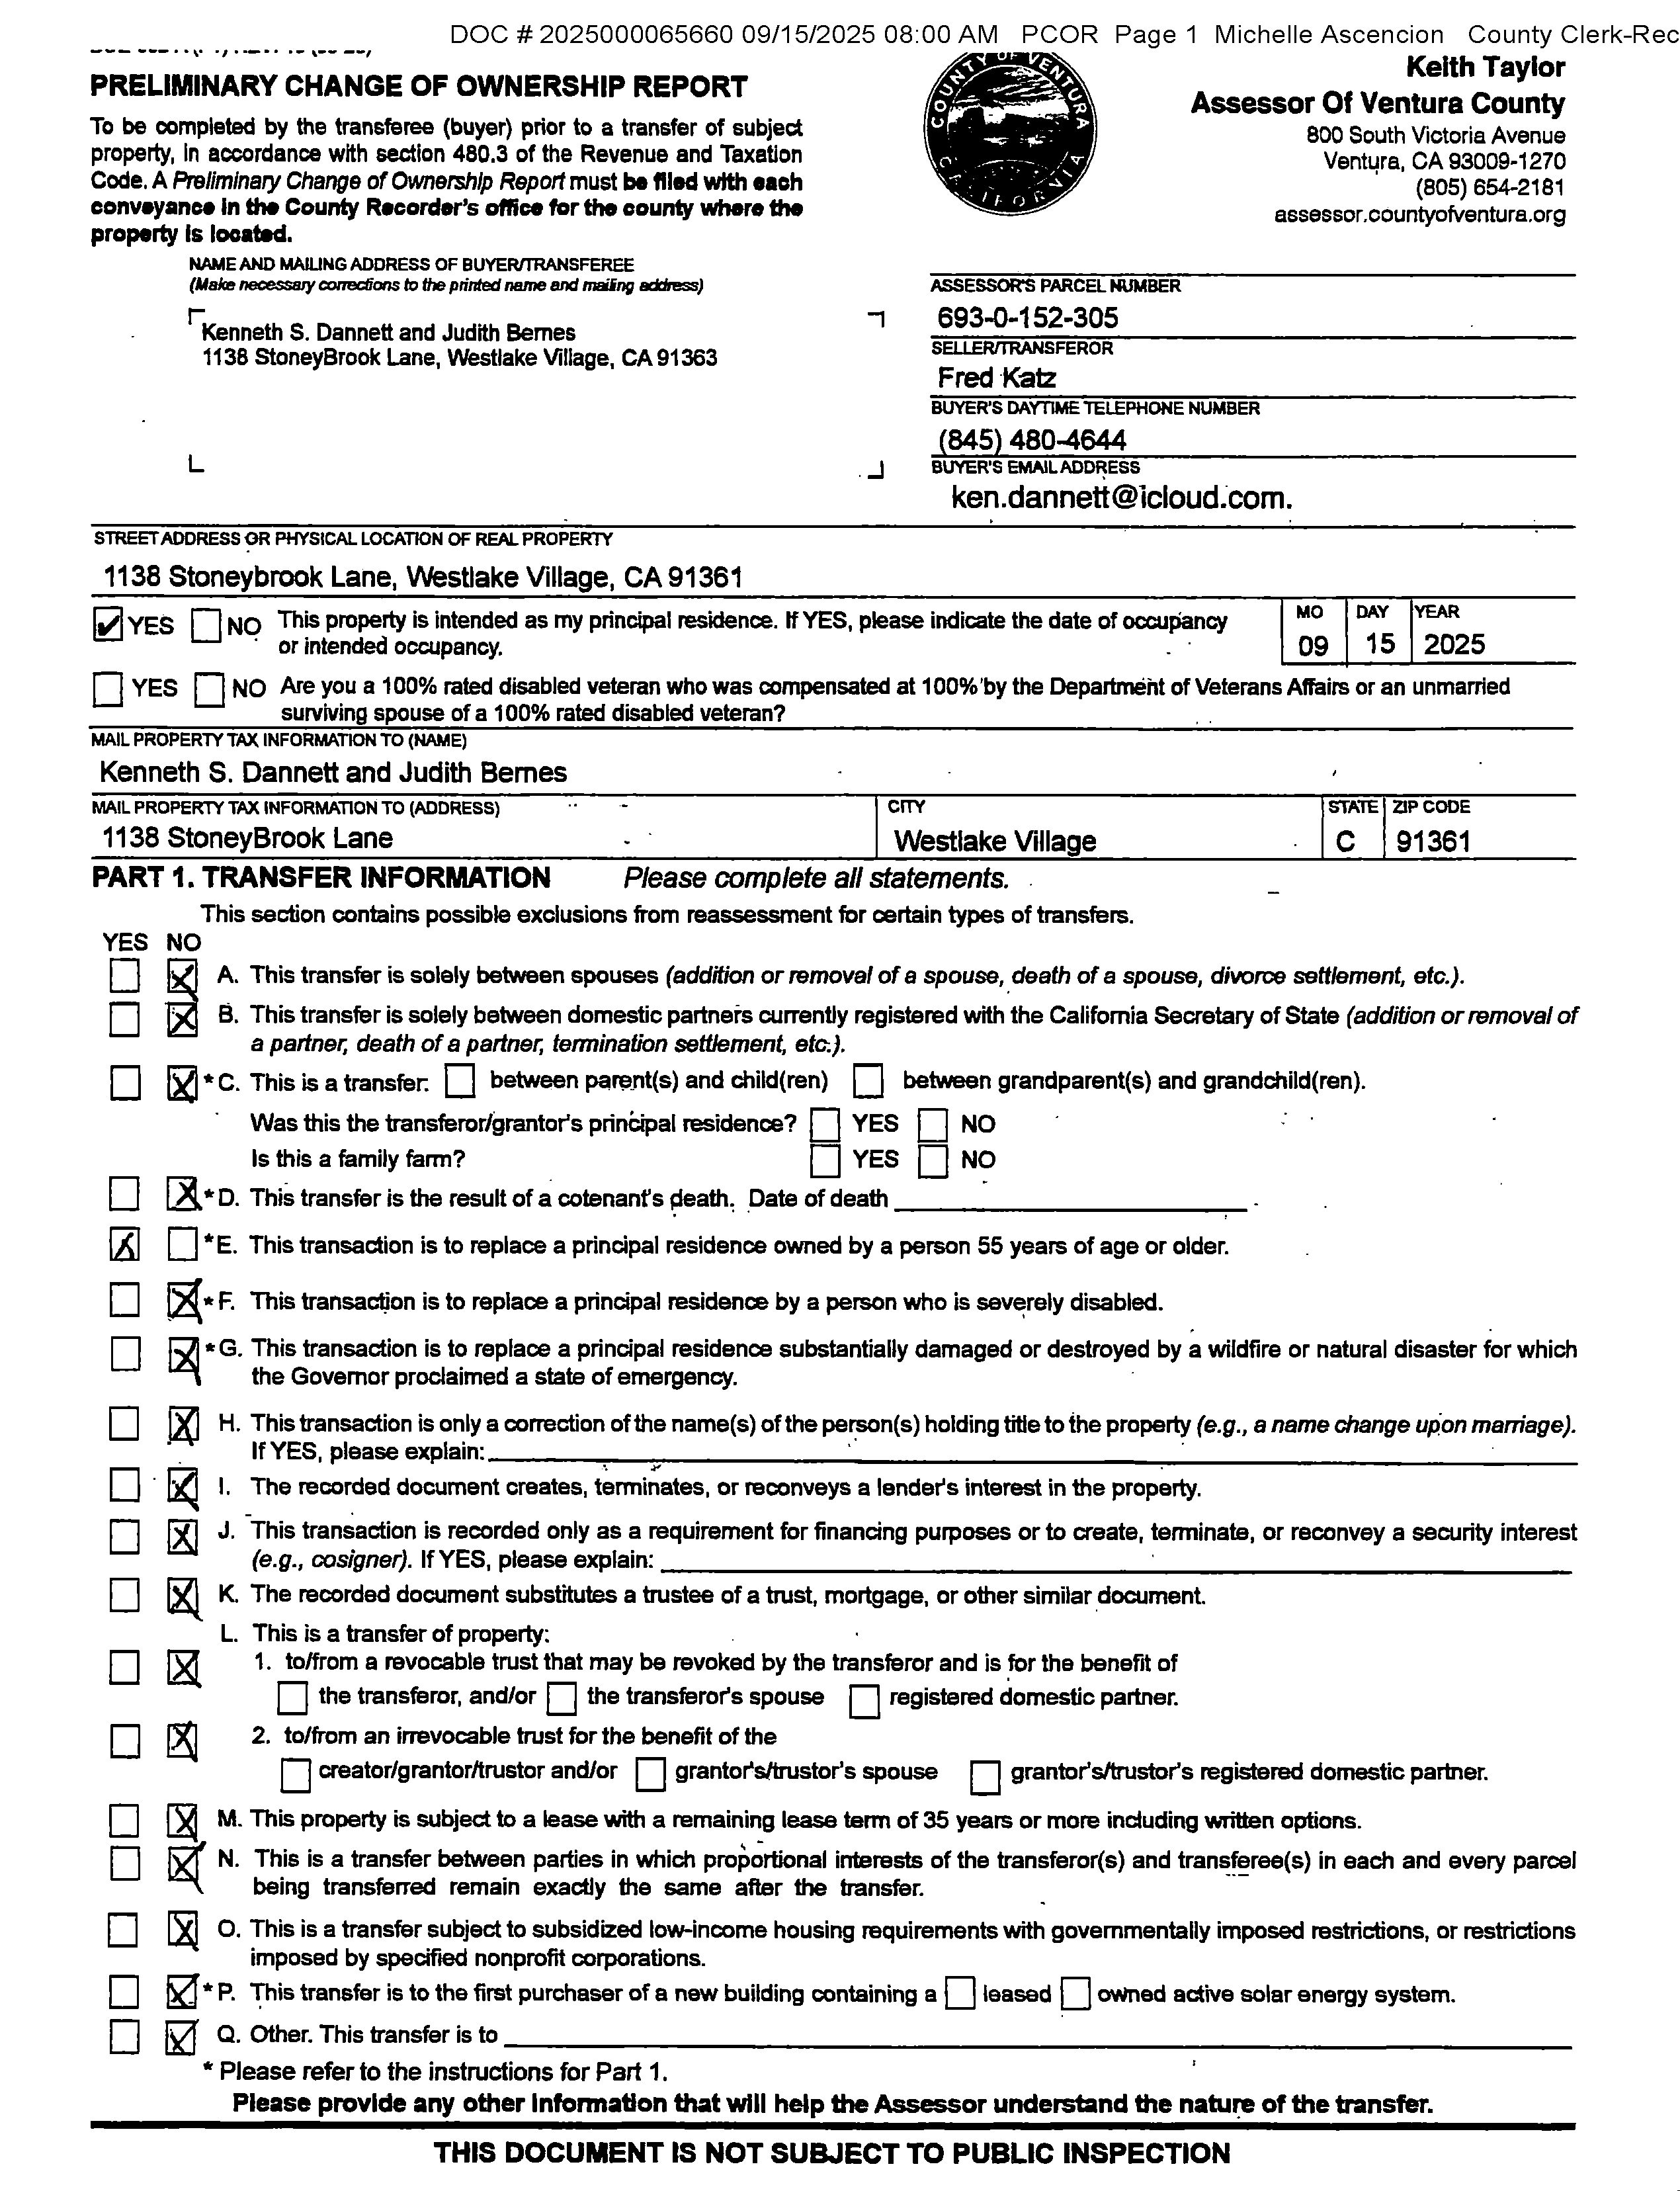 DOC # 2025000065660 09/15/2025 08:00 AM PCOR Page 1 Michelle Ascencion County Clerk-Rec
PRELIMINARY CHANGE OF OWNERSHIP REPORT
To be completed by the transferee (buyer) prior to a transfer of subject
property, in accordance with section 480.3 of the Revenue and Taxation
Code. A Preliminary Change of Ownership Report must be filed with each
conveyance in the County Recorder's office for the county where the
property is located.
COUNTY OF VENTURA
CALIFORNIA
Keith Taylor
Assessor Of Ventura County
800 South Victoria Avenue
Ventura, CA 93009-1270
(805) 654-2181
assessor.countyofventura.org
NAME AND MAILING ADDRESS OF BUYER/TRANSFEREE
(Make necessary corrections to the printed name and mailing address)
Kenneth S. Dannett and Judith Bernes
1138 StoneyBrook Lane, Westlake Village, CA 91363
ASSESSOR'S PARCEL NUMBER
693-0-152-305
SELLER/TRANSFEROR
Fred Katz
BUYER'S DAYTIME TELEPHONE NUMBER
(845) 480-4644
BUYER'S EMAIL ADDRESS
ken.dannett@icloud.com.
STREET ADDRESS OR PHYSICAL LOCATION OF REAL PROPERTY
1138 Stoneybrook Lane, Westlake Village, CA 91361
YES NO This property is intended as my principal residence. If YES, please indicate the date of occupancy
or intended occupancy.
MO DAY YEAR
09 15 2025
YES NO Are you a 100% rated disabled veteran who was compensated at 100% by the Department of Veterans Affairs or an unmarried
surviving spouse of a 100% rated disabled veteran?
MAIL PROPERTY TAX INFORMATION TO (NAME)
Kenneth S. Dannett and Judith Bernes
MAIL PROPERTY TAX INFORMATION TO (ADDRESS) CITY STATE ZIP CODE
1138 StoneyBrook Lane Westlake Village C 91361
PART 1. TRANSFER INFORMATION Please complete all statements.
This section contains possible exclusions from reassessment for certain types of transfers.
YES NO
A. This transfer is solely between spouses (addition or removal of a spouse, death of a spouse, divorce settlement, etc.).
B. This transfer is solely between domestic partners currently registered with the California Secretary of State (addition or removal of
a partner, death of a partner, termination settlement, etc.).
* C. This is a transfer: between parent(s) and child(ren) between grandparent(s) and grandchild(ren).
Was this the transferor/grantor's principal residence? YES NO
Is this a family farm? YES NO
* D. This transfer is the result of a cotenant's death. Date of death
* E. This transaction is to replace a principal residence owned by a person 55 years of age or older.
* F. This transaction is to replace a principal residence by a person who is severely disabled.
* G. This transaction is to replace a principal residence substantially damaged or destroyed by a wildfire or natural disaster for which
the Governor proclaimed a state of emergency.
H. This transaction is only a correction of the name(s) of the person(s) holding title to the property (e.g., a name change upon marriage).
If YES, please explain:
I. The recorded document creates, terminates, or reconveys a lender's interest in the property.
J. This transaction is recorded only as a requirement for financing purposes or to create, terminate, or reconvey a security interest
(e.g., cosigner). If YES, please explain:
K. The recorded document substitutes a trustee of a trust, mortgage, or other similar document.
L. This is a transfer of property:
1. to/from a revocable trust that may be revoked by the transferor and is for the benefit of
the transferor, and/or the transferor's spouse registered domestic partner.
2. to/from an irrevocable trust for the benefit of the
creator/grantor/trustor and/or grantor's/trustor's spouse grantor's/trustor's registered domestic partner.
M. This property is subject to a lease with a remaining lease term of 35 years or more including written options.
N. This is a transfer between parties in which proportional interests of the transferor(s) and transferee(s) in each and every parcel
being transferred remain exactly the same after the transfer.
O. This is a transfer subject to subsidized low-income housing requirements with governmentally imposed restrictions, or restrictions
imposed by specified nonprofit corporations.
* P. This transfer is to the first purchaser of a new building containing a leased owned active solar energy system.
Q. Other. This transfer is to
* Please refer to the instructions for Part 1.
Please provide any other information that will help the Assessor understand the nature of the transfer.
THIS DOCUMENT IS NOT SUBJECT TO PUBLIC INSPECTION